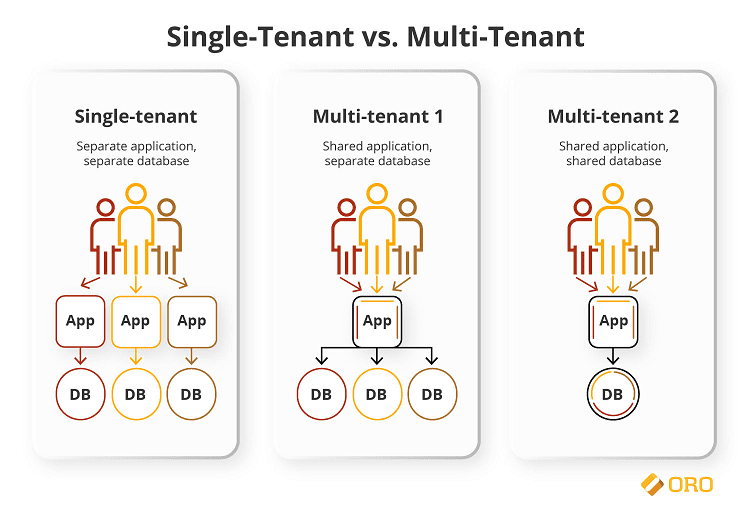 Single-Tenant vs. Multi-Tenant
Single-tenant
Separate application,
separate database
App
App
App
DB
DB
DB
Multi-tenant 1
Shared application,
separate database
App
DB
DB
DB
Multi-tenant 2
Shared application,
shared database
App
DB
ORO